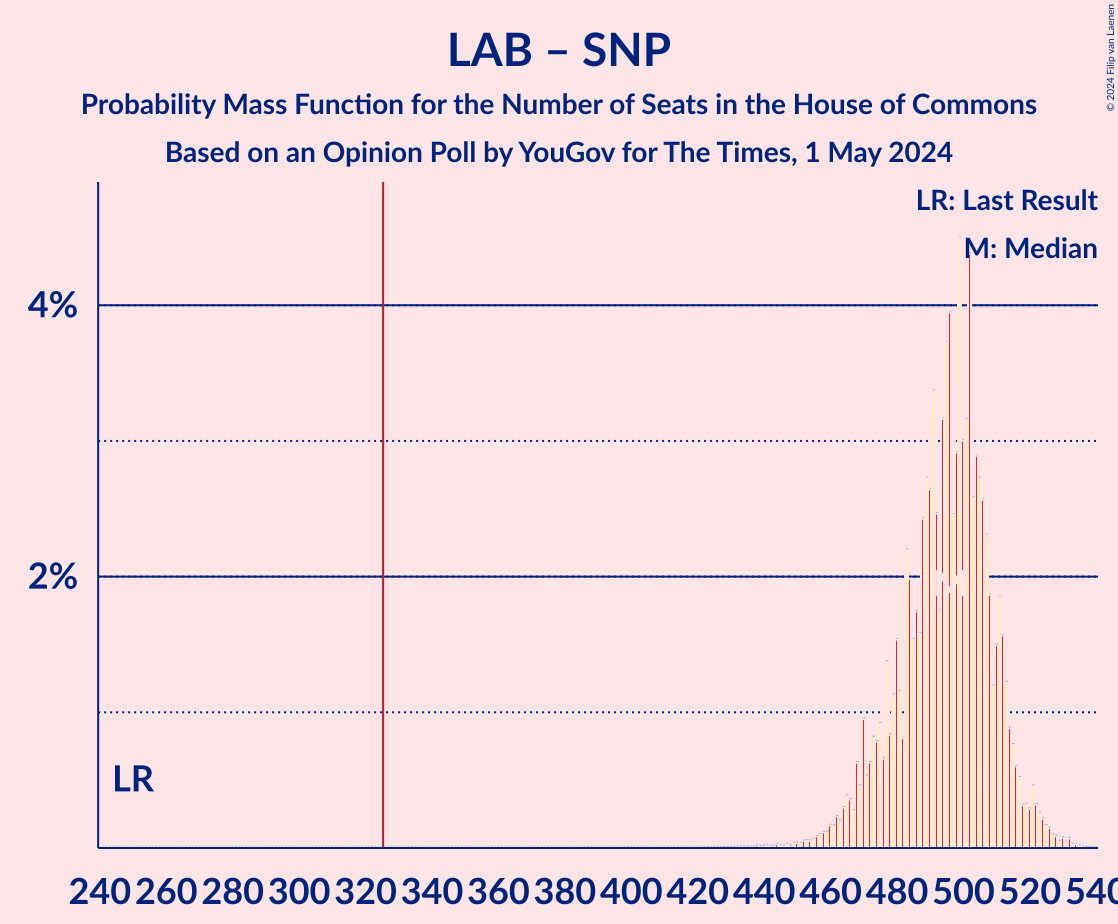 LAB – SNP
Probability Mass Function for the Number of Seats in the House of Commons
Based on an Opinion Poll by YouGov for The Times, 1 May 2024
© 2024 Filip van Laenen
LR: Last Result
M: Median
4%
2%
LR
240 260 280 300 320 340 360 380 400 420 440 460 480 500 520 540